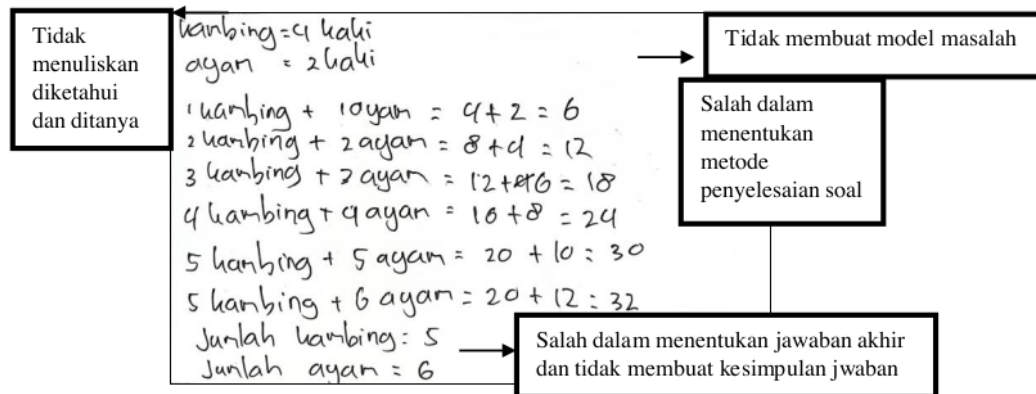 Tidak
menuliskan
diketahui
dan ditanya
kambing = 4 kaki
ayam = 2 kaki
Tidak membuat model masalah
1 kambing + 1 ayam = 4 + 2 = 6
2 kambing + 2 ayam = 8 + 4 = 12
3 kambing + 3 ayam = 12 + 6 = 18
4 kambing + 4 ayam = 16 + 8 = 24
5 kambing + 5 ayam = 20 + 10 = 30
5 kambing + 6 ayam = 20 + 12 = 32
Jumlah kambing = 5
Jumlah ayam = 6
Salah dalam
menentukan
metode
penyelesaian soal
Salah dalam menentukan jawaban akhir
dan tidak membuat kesimpulan jwaban